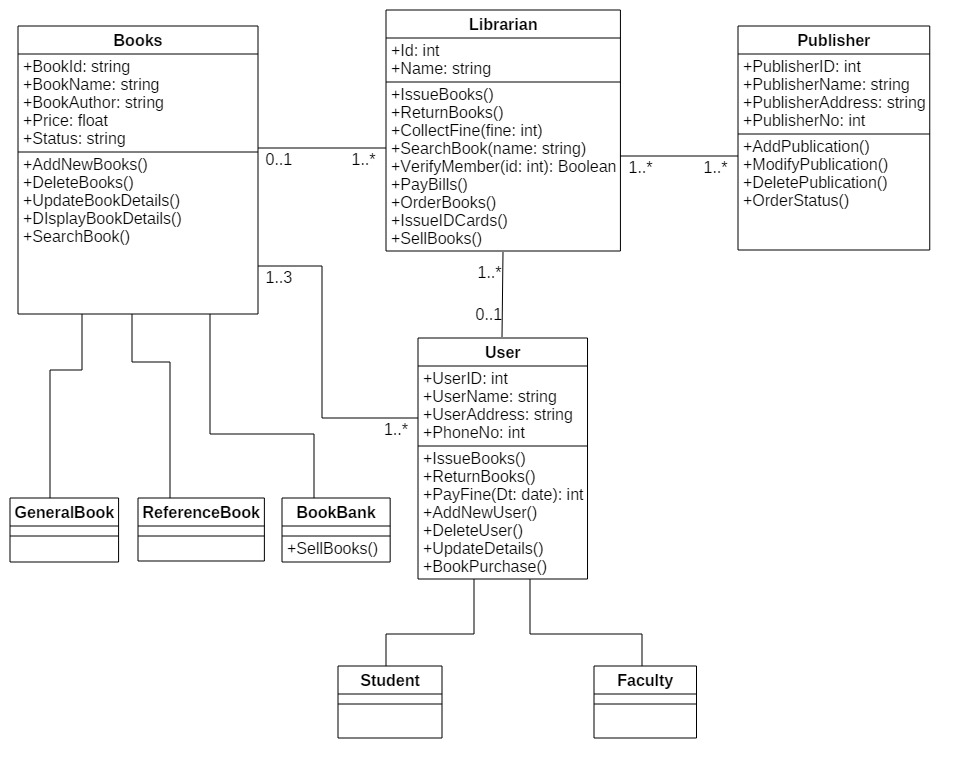 Books
+BookId: string
+BookName: string
+BookAuthor: string
+Price: float
+Status: string
+AddNewBooks()
+DeleteBooks()
+UpdateBookDetails()
+DIsplayBookDetails()
+SearchBook()
Librarian
+Id: int
+Name: string
+IssueBooks()
+ReturnBooks()
+CollectFine(fine: int)
+SearchBook(name: string)
+VerifyMember(id: int): Boolean
+PayBills()
+OrderBooks()
+IssueIDCards()
+SellBooks()
Publisher
+PublisherID: int
+PublisherName: string
+PublisherAddress: string
+PublisherNo: int
+AddPublication()
+ModifyPublication()
+DeletePublication()
+OrderStatus()
0..1
1..*
1..*
1..*
1..3
1..*
1..*
0..1
User
+UserID: int
+UserName: string
+UserAddress: string
+PhoneNo: int
+IssueBooks()
+ReturnBooks()
+PayFine(Dt: date): int
+AddNewUser()
+DeleteUser()
+UpdateDetails()
+BookPurchase()
GeneralBook
ReferenceBook
BookBank
+SellBooks()
Student
Faculty